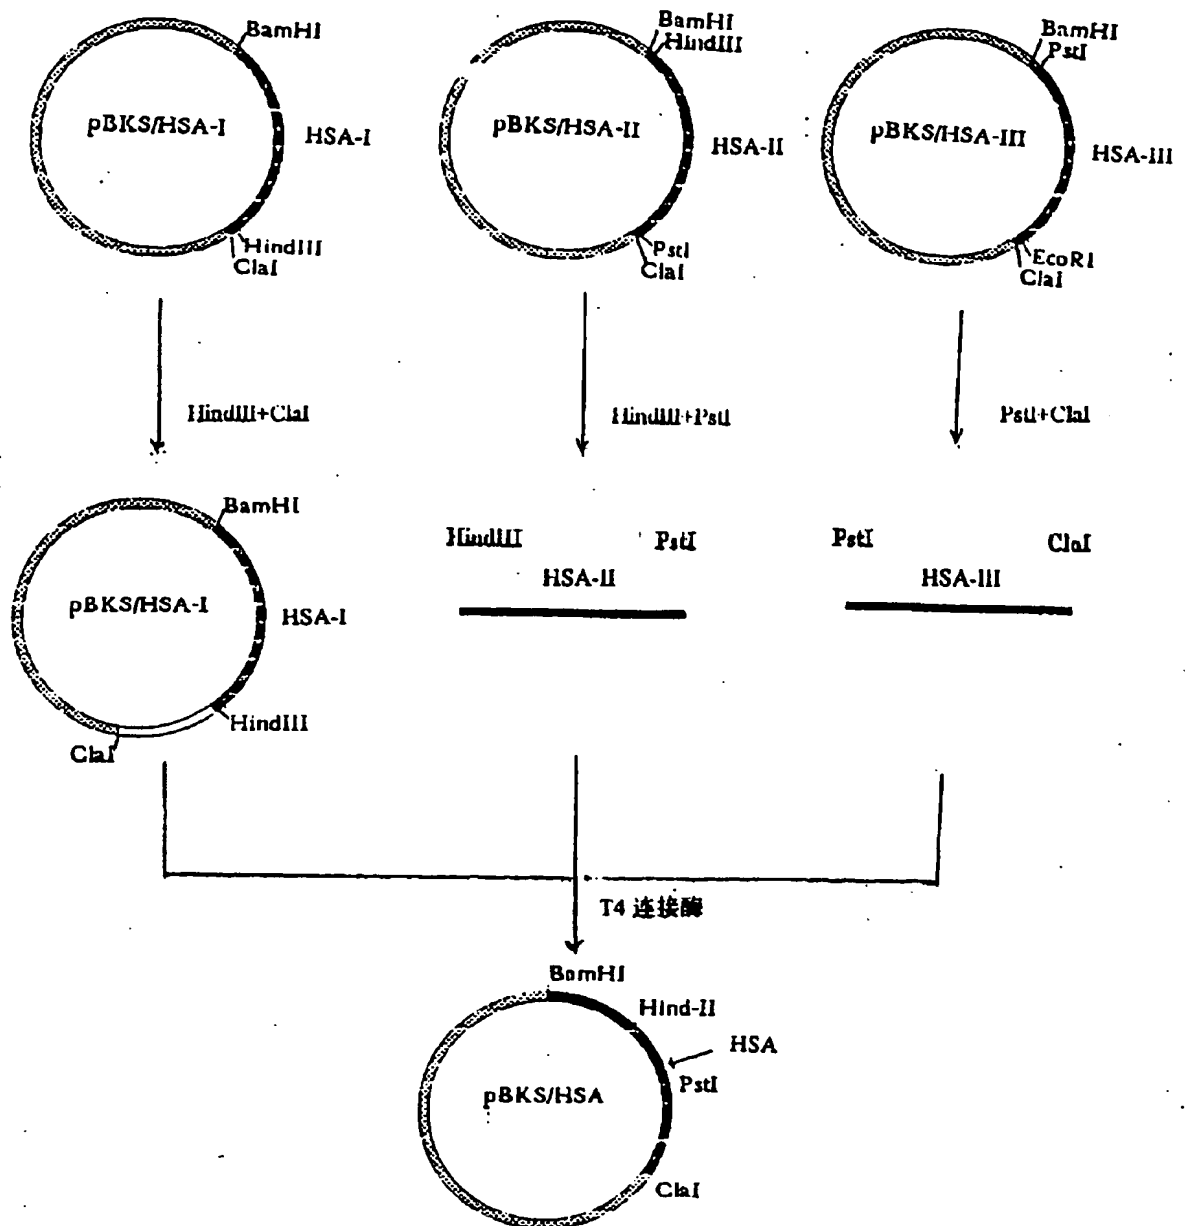 BamHI
pBKS/HSA-I
HSA-I
HindIII
ClaI
BamHI
HindIII
pBKS/HSA-II
HSA-II
PstI
ClaI
BamHI
PstI
pBKS/HSA-III
HSA-III
EcoRI
ClaI
HindIII+ClaI
HindIII+PstI
PstI+ClaI
BamHI
pBKS/HSA-I
HSA-I
HindIII
ClaI
HindIII
PstI
HSA-II
PstI
ClaI
HSA-III
T4 连接酶
BamHI
Hind-II
HSA
PstI
pBKS/HSA
ClaI